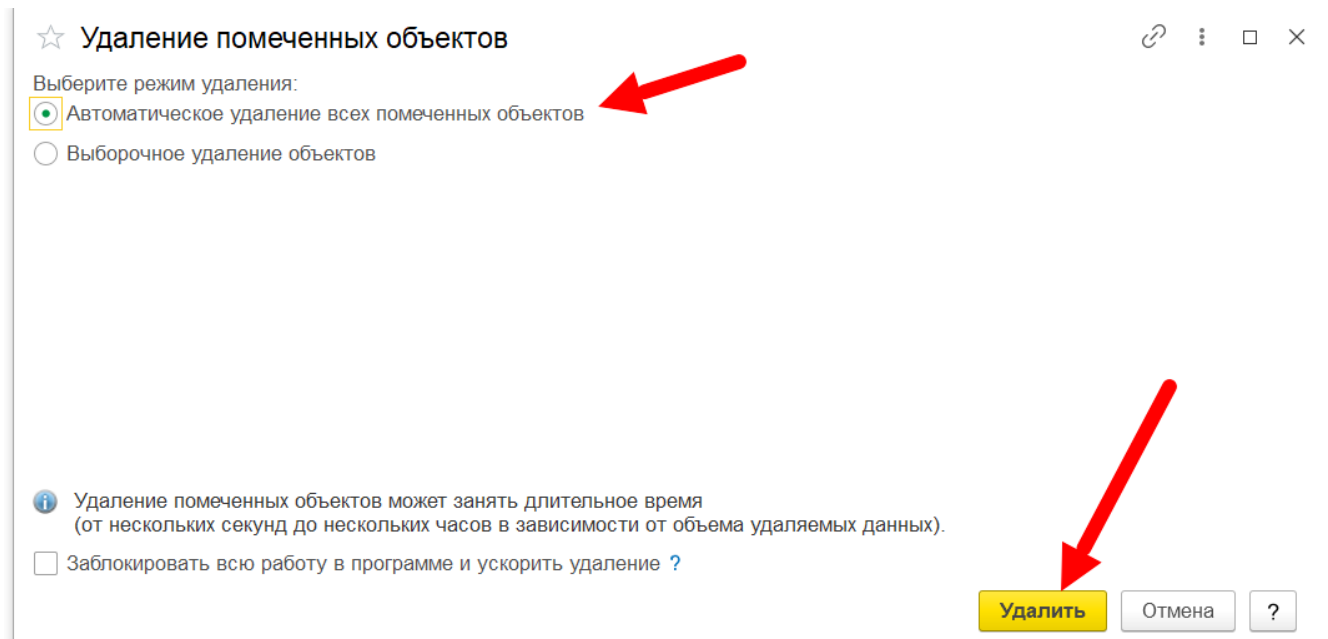 Удаление помеченных объектов
Выберите режим удаления:
Автоматическое удаление всех помеченных объектов
Выборочное удаление объектов
Удаление помеченных объектов может занять длительное время
(от нескольких секунд до нескольких часов в зависимости от объема удаляемых данных).
Заблокировать всю работу в программе и ускорить удаление ?
Удалить Отмена ?